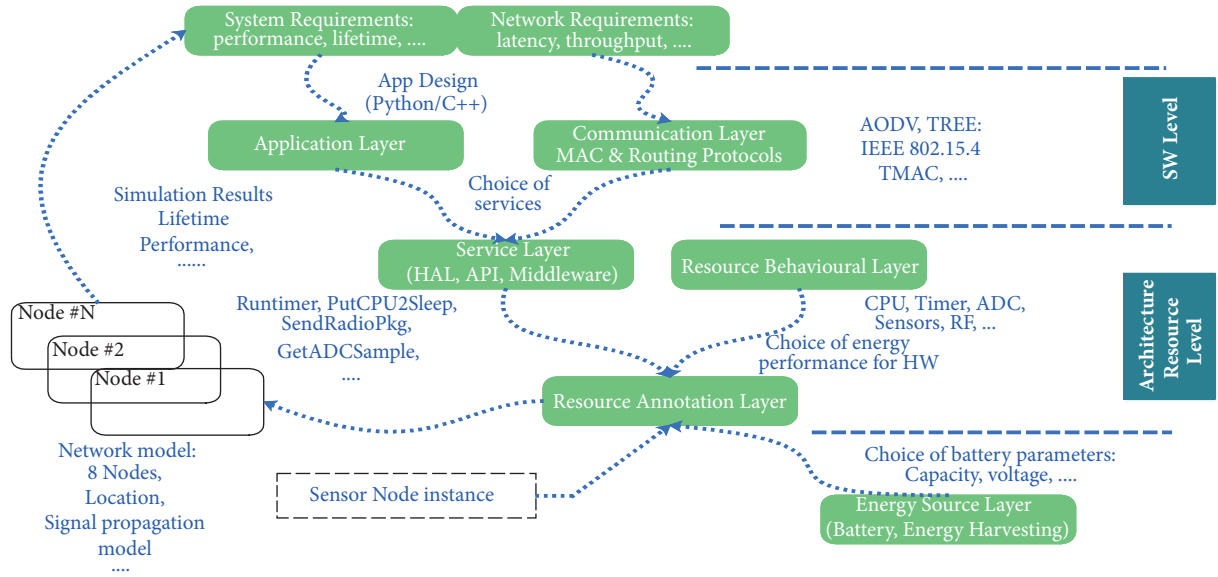 System Requirements:
performance, lifetime, ....
Network Requirements:
latency, throughput, ....
App Design
(Python/C++)
Application Layer
Communication Layer
MAC & Routing Protocols
AODV, TREE:
IEEE 802.15.4
TMAC, ....
SW Level
Simulation Results
Lifetime
Performance,
......
Choice of
services
Service Layer
(HAL, API, Middleware)
Resource Behavioural Layer
Runtimer, PutCPU2Sleep,
SendRadioPkg,
GetADCSample,
....
CPU, Timer, ADC,
Sensors, RF, ...
Choice of energy
performance for HW
Architecture
Resource
Level
Node #N
Node #2
Node #1
Resource Annotation Layer
Network model:
8 Nodes,
Location,
Signal propagation
model
....
Sensor Node instance
Choice of battery parameters:
Capacity, voltage, ....
Energy Source Layer
(Battery, Energy Harvesting)